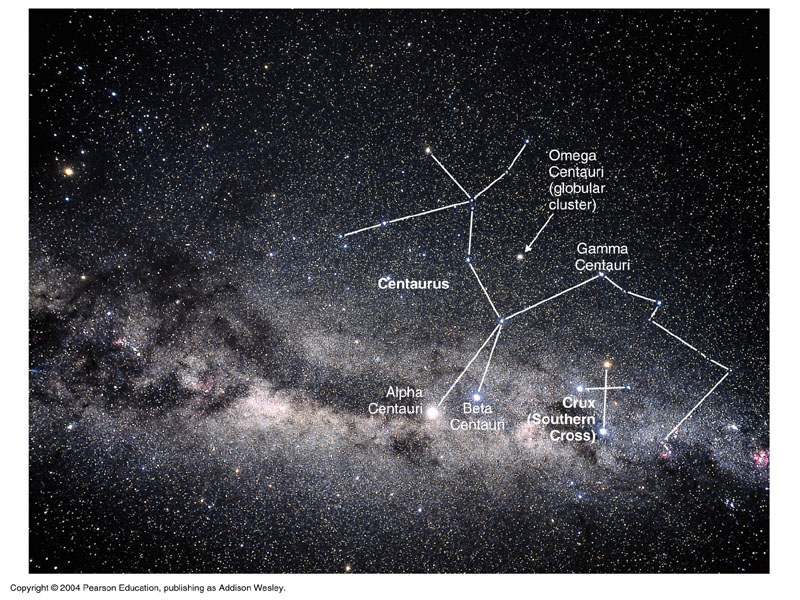 Omega
Centauri
(globular
cluster)
Gamma
Centauri
Centaurus
Alpha
Centauri
Beta
Centauri
Crux
(Southern
Cross)
Copyright © 2004 Pearson Education, publishing as Addison Wesley.